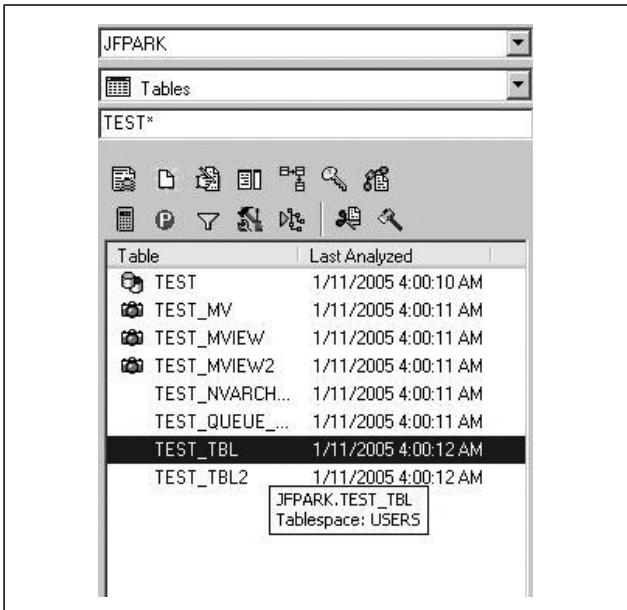 JFPARK
Tables
TEST*
P
Table Last Analyzed
TEST 1/11/2005 4:00:10 AM
TEST_MV 1/11/2005 4:00:11 AM
TEST_MVIEW 1/11/2005 4:00:11 AM
TEST_MVIEW2 1/11/2005 4:00:11 AM
TEST_NVARCH... 1/11/2005 4:00:11 AM
TEST_QUEUE_... 1/11/2005 4:00:11 AM
TEST_TBL 1/11/2005 4:00:12 AM
TEST_TBL2 1/11/2005 4:00:12 AM
JFPARK.TEST_TBL
Tablespace: USERS